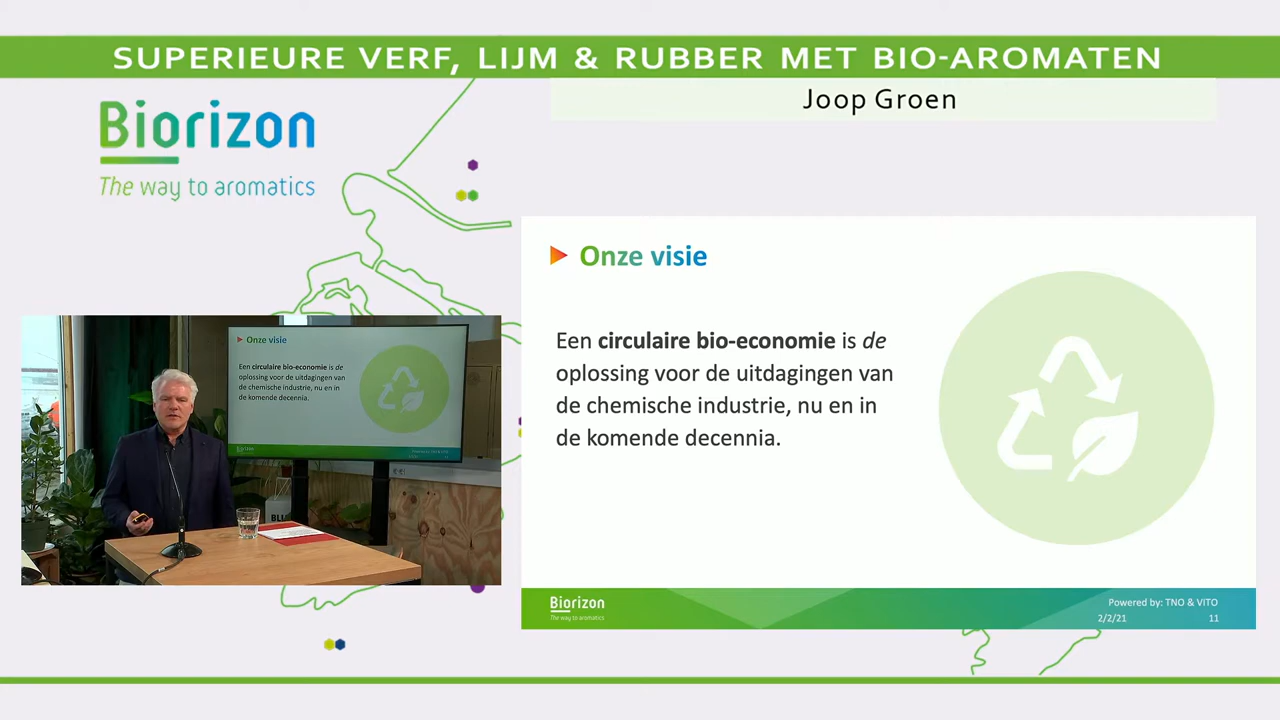 SUPERIEURE VERF, LIJM & RUBBER MET BIO-AROMATEN
Joop Groen
Biorizon
The way to aromatics
Onze visie
Een circulaire bio-economie is de
oplossing voor de uitdagingen van
de chemische industrie, nu en in
de komende decennia.
Biorizon
The way to aromatics
Powered by: TNO & VITO
2/2/21
11
Onze visie
Een circulaire bio-economie is de
oplossing voor de uitdagingen van
de chemische industrie, nu en in
de komende decennia.